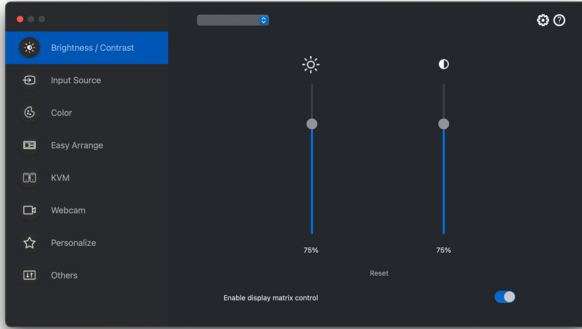 Brightness / Contrast
Input Source
Color
Easy Arrange
KVM
Webcam
Personalize
Others
75%
75%
Reset
Enable display matrix control